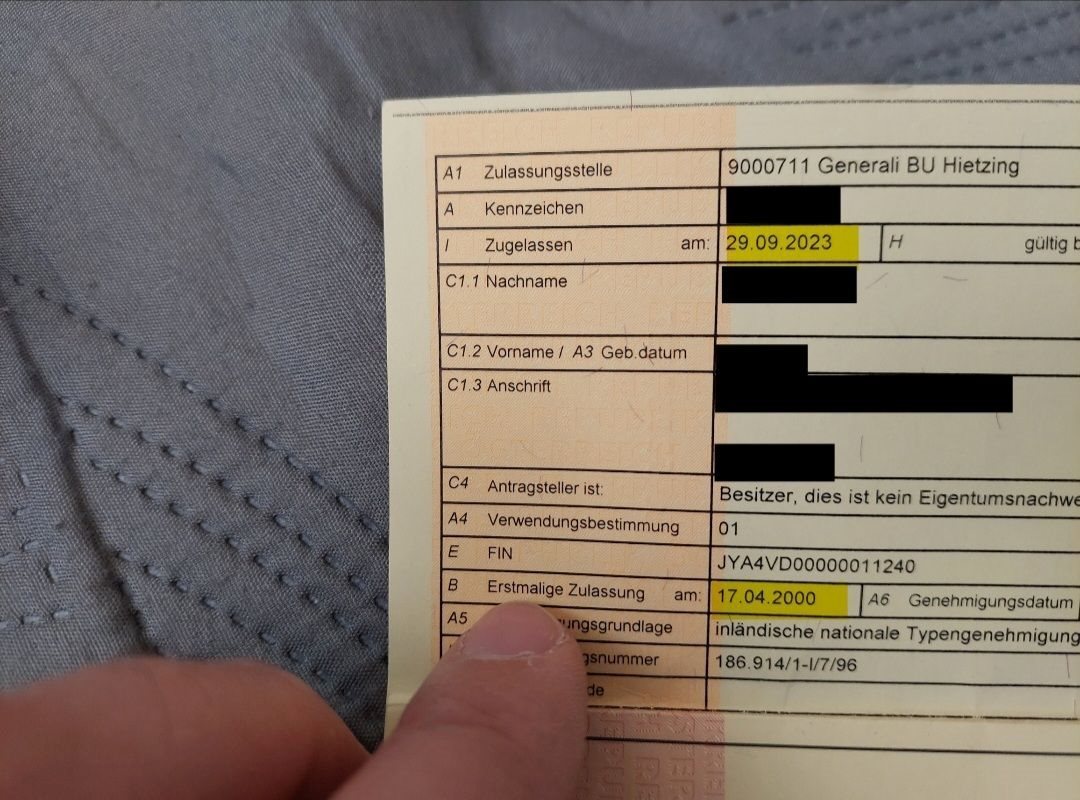 A1 Zulassungsstelle 9000711 Generali BU Hietzing
A Kennzeichen
I Zugelassen am: 29.09.2023 H gültig
C1.1 Nachname
C1.2 Vorname / A3 Geb.datum
C1.3 Anschrift
C4 Antragsteller ist: Besitzer, dies ist kein Eigentumsnachwe
A4 Verwendungsbestimmung 01
E FIN JYA4VD00000011240
B Erstmalige Zulassung am: 17.04.2000 A6 Genehmigungsdatum
A5 ungsgrundlage inländische nationale Typengenehmigung
gsnummer 186.914/1-I/7/96
de